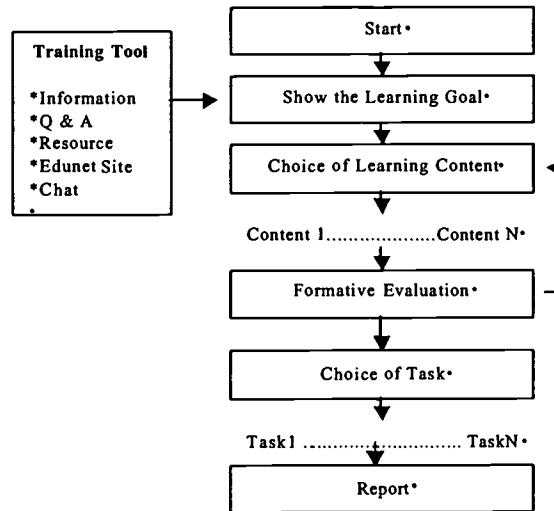 Training Tool
*Information
*Q & A
*Resource
*Edunet Site
*Chat
Start•
Show the Learning Goal•
Choice of Learning Content•
Content 1.....................Content N•
Formative Evaluation•
Choice of Task•
Task1 ............................... TaskN•
Report•